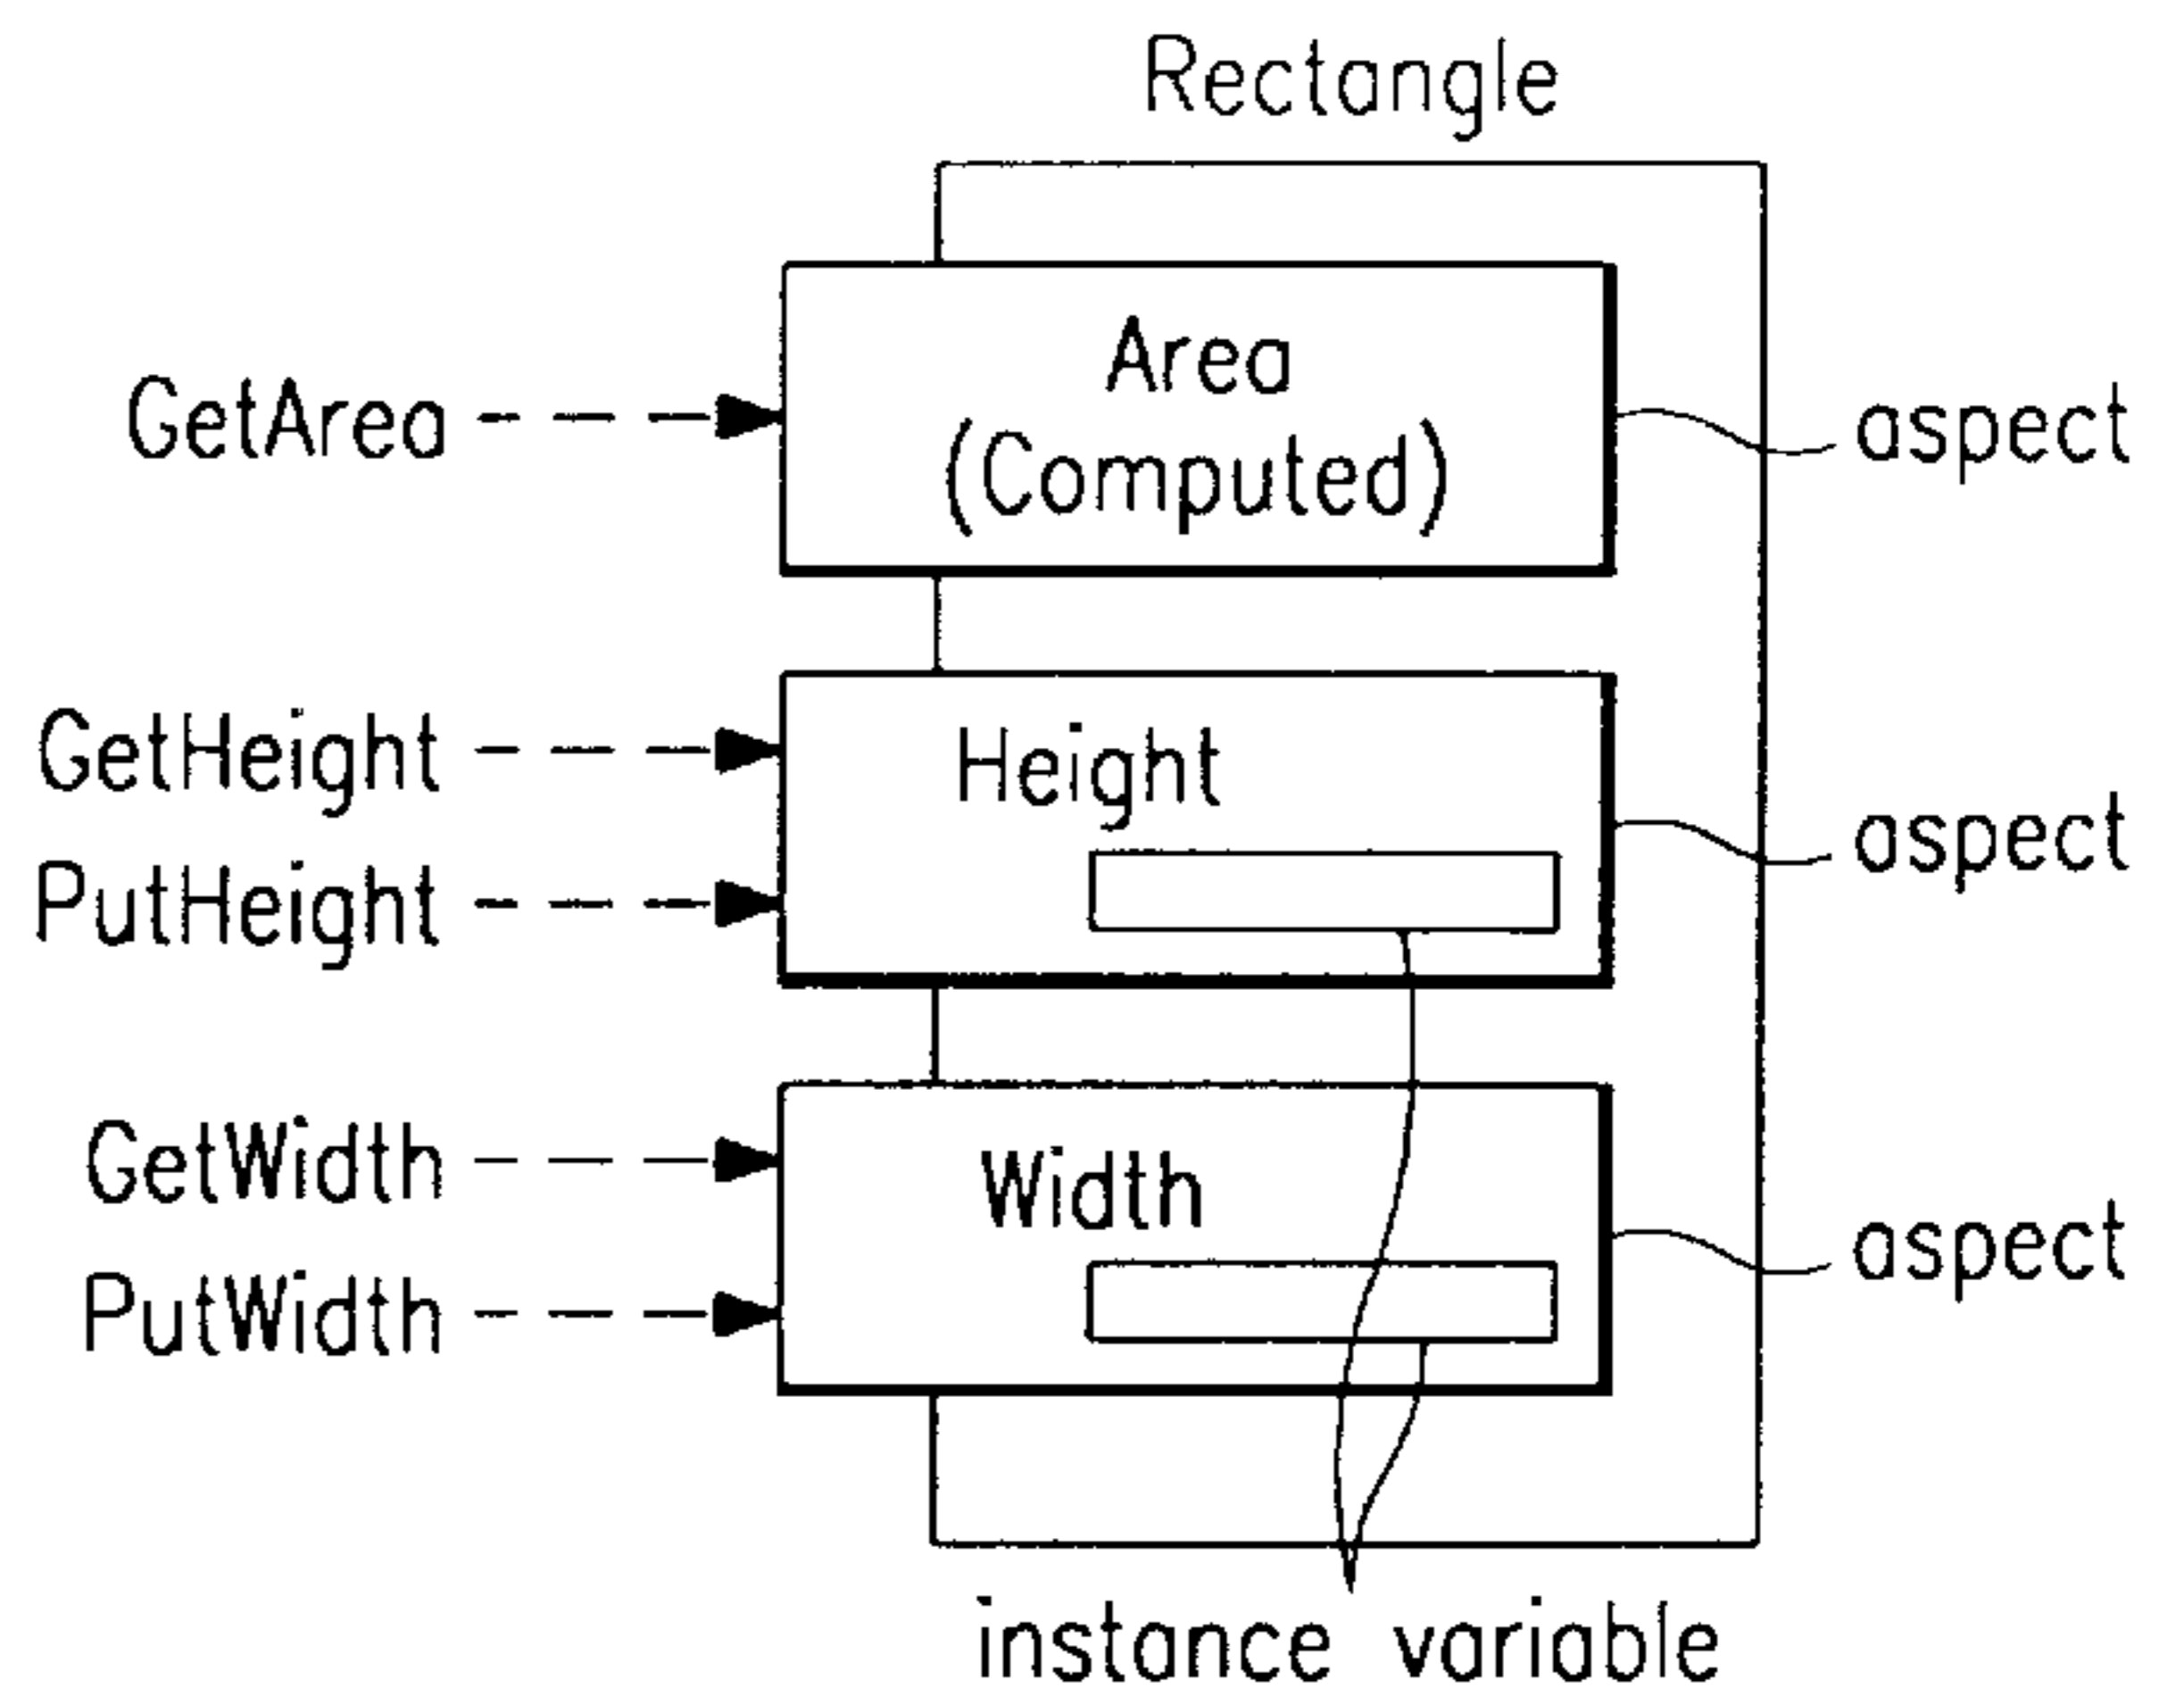 Rectangle
GetArea
Area
(Computed)
aspect
GetHeight
Height
aspect
PutHeight
GetWidth
Width
aspect
PutWidth
instance variable